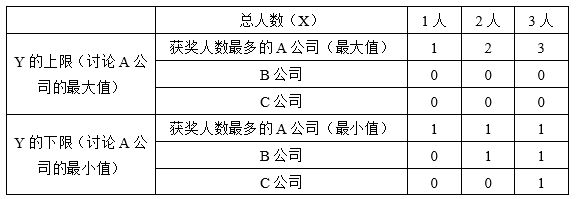 总人数（X） 1人 2人 3人
Y 的上限（讨论 A 公
司的最大值）
获奖人数最多的 A 公司（最大值） 1 2 3
B 公司 0 0 0
C 公司 0 0 0
Y 的下限（讨论 A 公
司的最小值）
获奖人数最多的 A 公司（最小值） 1 1 1
B 公司 0 1 1
C 公司 0 0 1